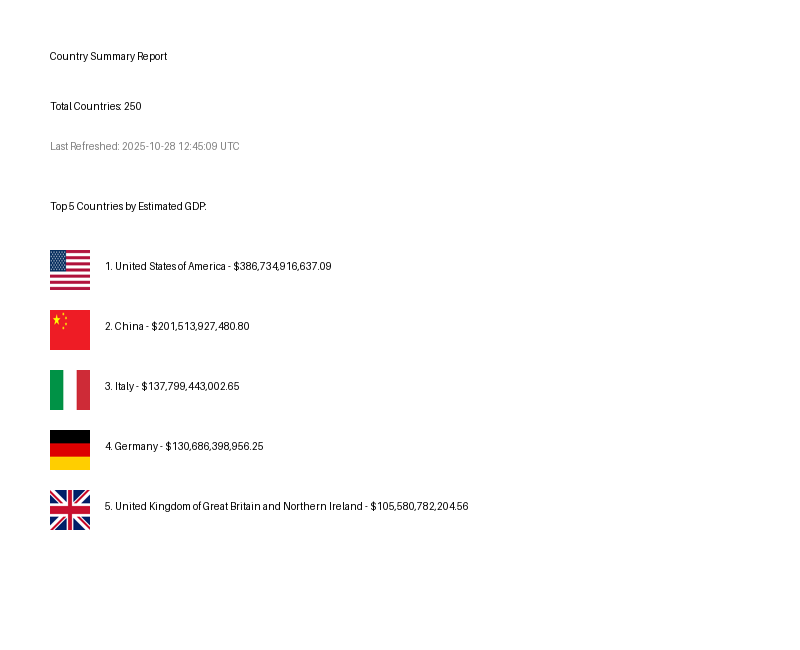 Country Summary Report
Total Countries: 250
Last Refreshed: 2025-10-28 12:45:09 UTC
Top 5 Countries by Estimated GDP:
1. United States of America - $386,734,916,637.09
2. China - $201,513,927,480.80
3. Italy - $137,799,443,002.65
4. Germany - $130,686,398,956.25
5. United Kingdom of Great Britain and Northern Ireland - $105,580,782,204.56